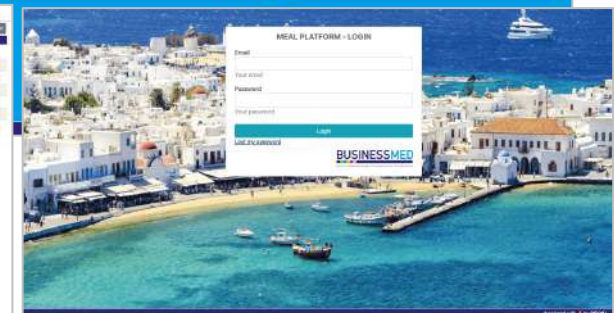 MEAL PLATFORM - LOGIN
Email
Your email
Password
Your password
Login
Lost my password
BUSINESSMED